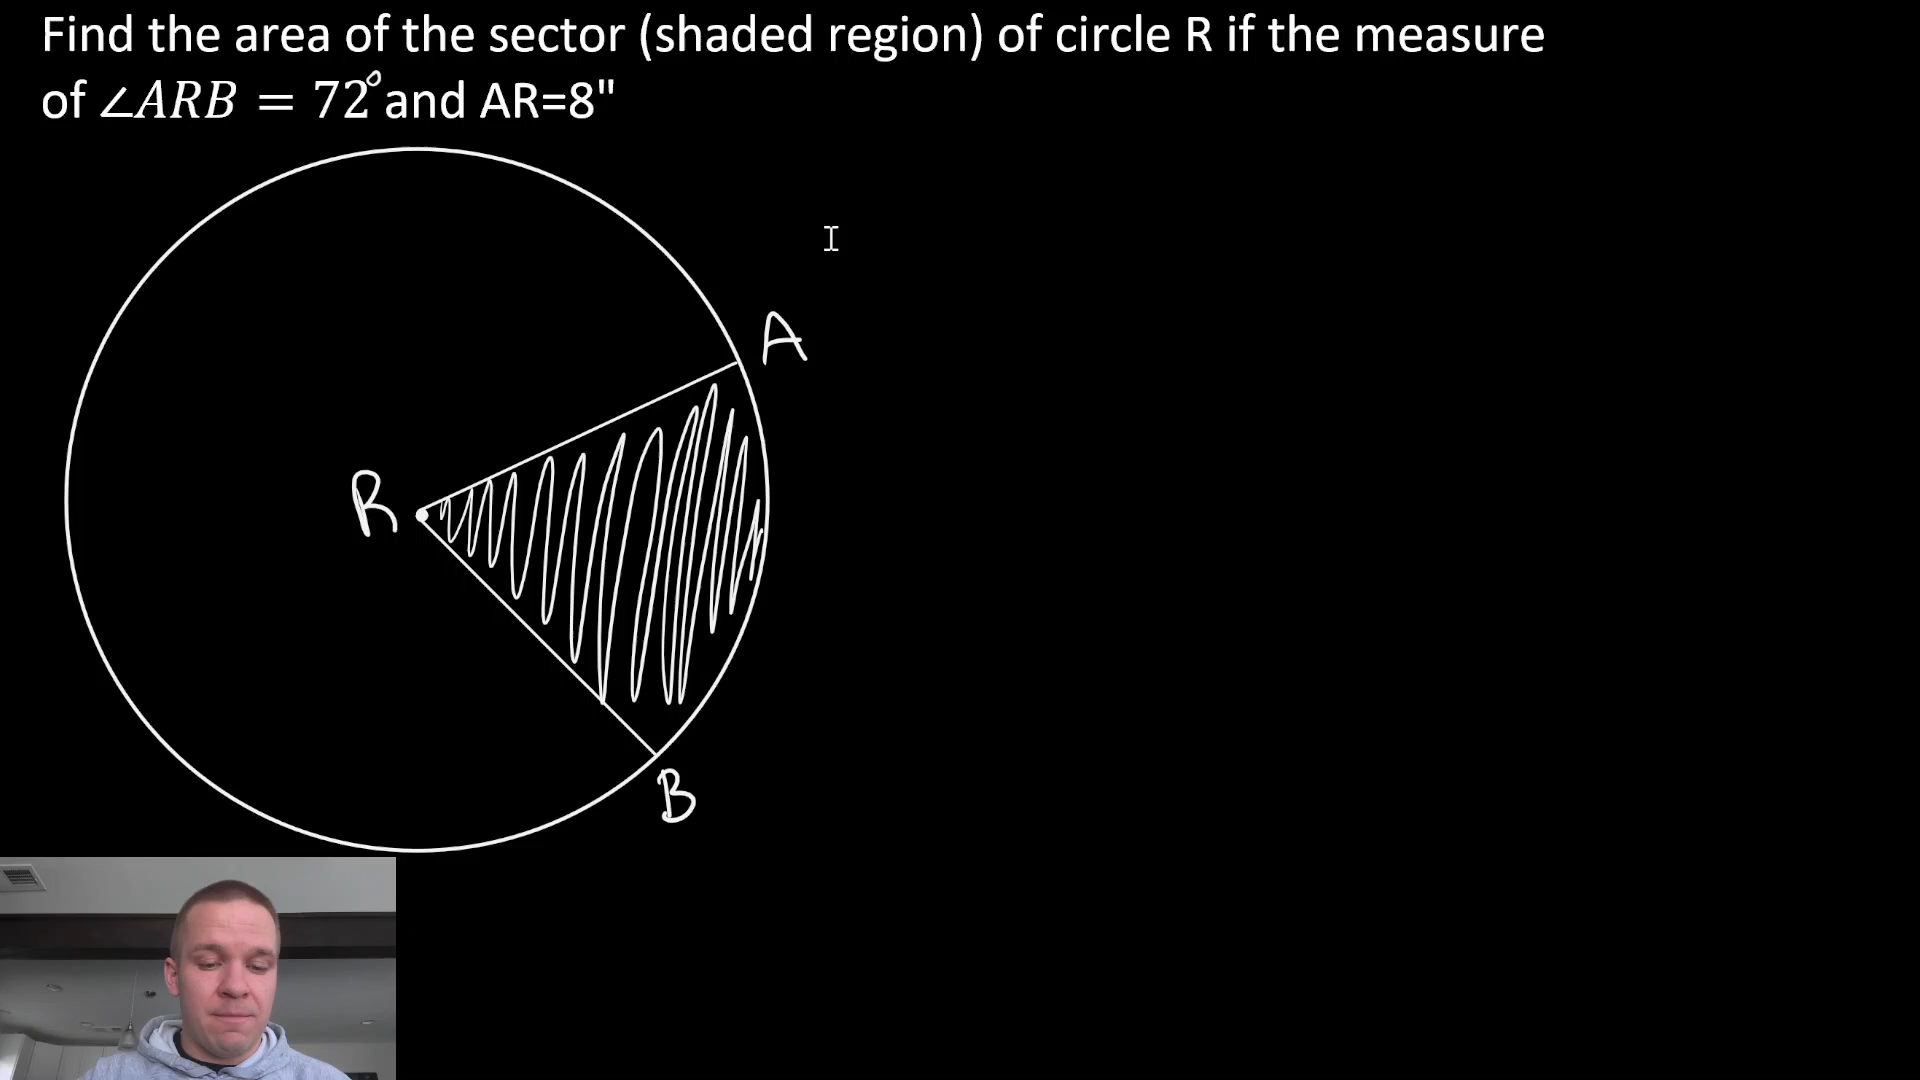 Find the area of the sector (shaded region) of circle R if the measure
of ∠ARB = 72° and AR=8"
A
R
B